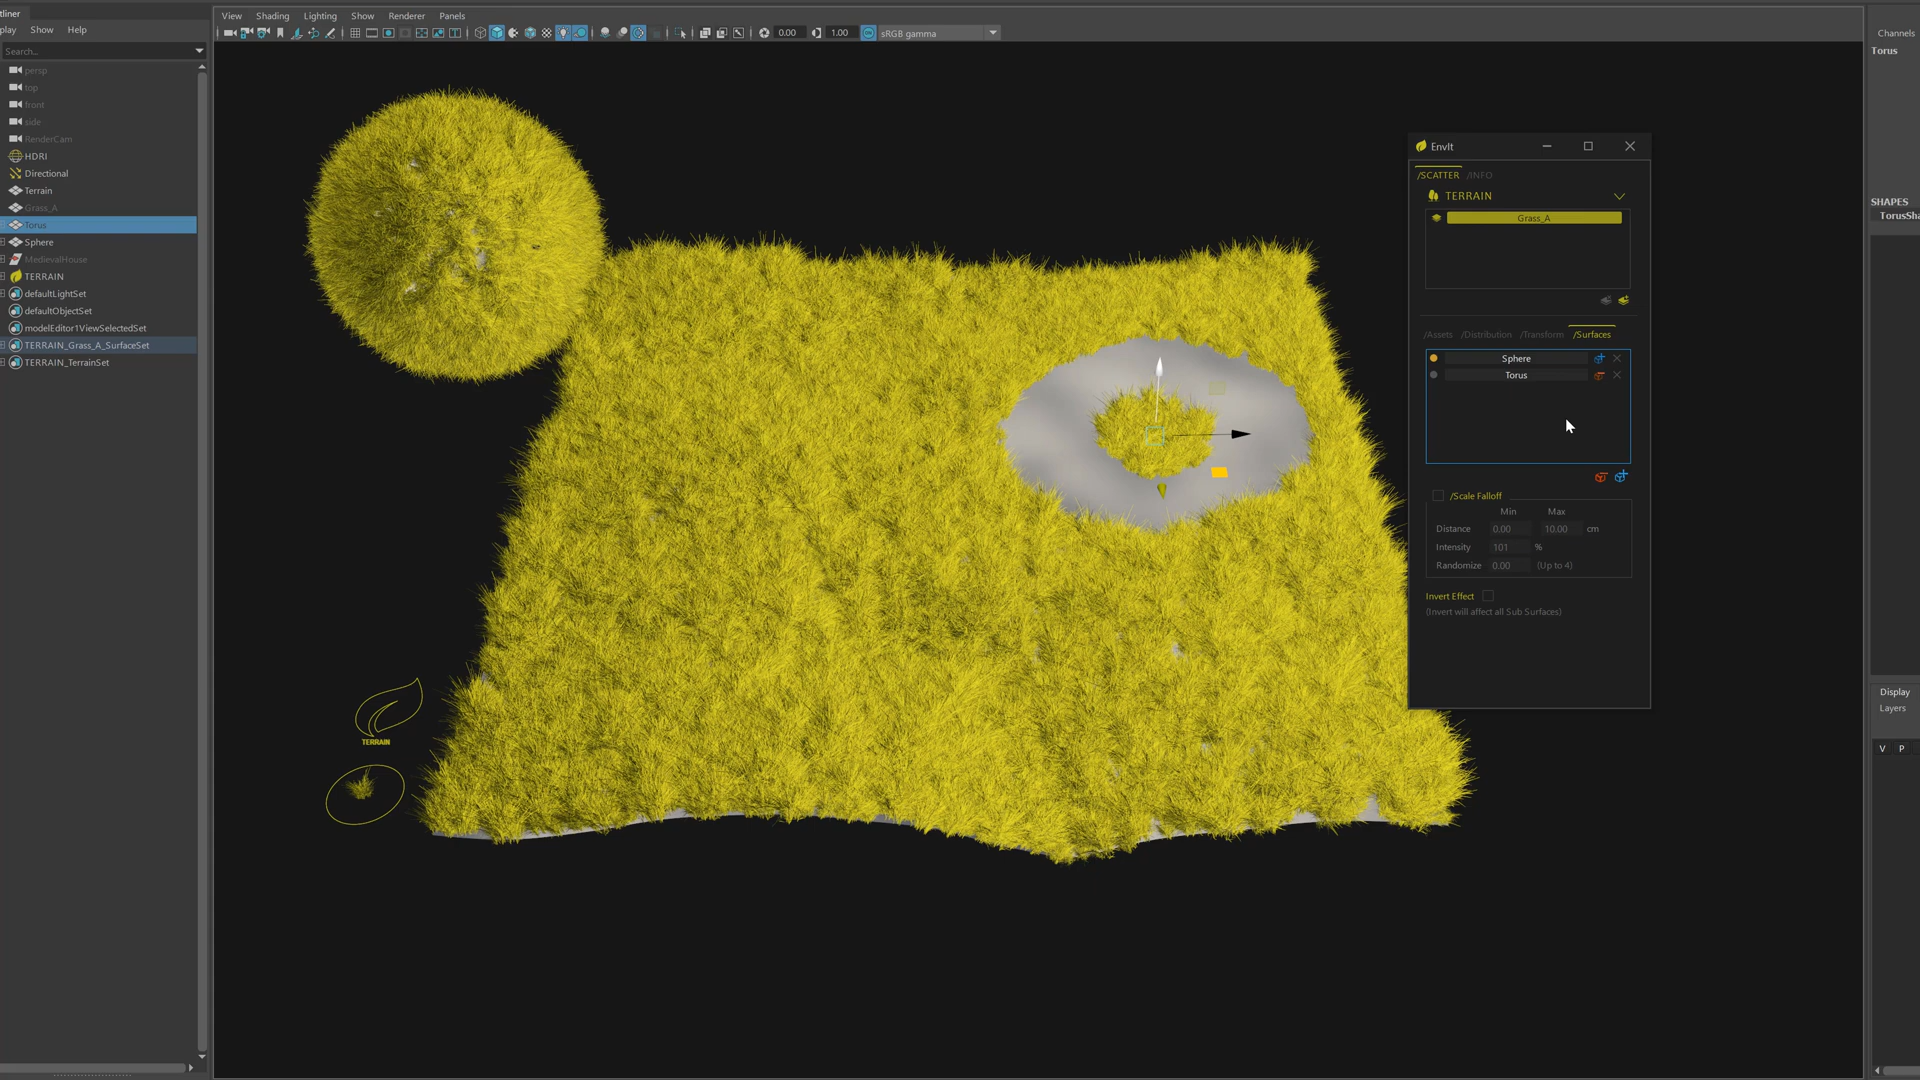 tliner
play Show Help
Search...
persp
top
front
side
RenderCam
HDRI
Directional
Terrain
Grass_A
Torus
Sphere
MedievalHouse
TERRAIN
defaultLightSet
defaultObjectSet
modelEditor1ViewSelectedSet
TERRAIN_Grass_A_SurfaceSet
TERRAIN_TerrainSet
View Shading Lighting Show Renderer Panels
0.00 1.00 sRGB gamma
TERRAIN
EnvIt
/SCATTER /INFO
TERRAIN
Grass_A
/Assets /Distribution /Transform /Surfaces
Sphere
Torus
/Scale Falloff
Min Max
Distance 0.00 10.00 cm
Intensity 101 %
Randomize 0.00 (Up to 4)
Invert Effect
(Invert will affect all Sub Surfaces)
Channels
Torus
SHAPES
TorusSha
Display
Layers
V P